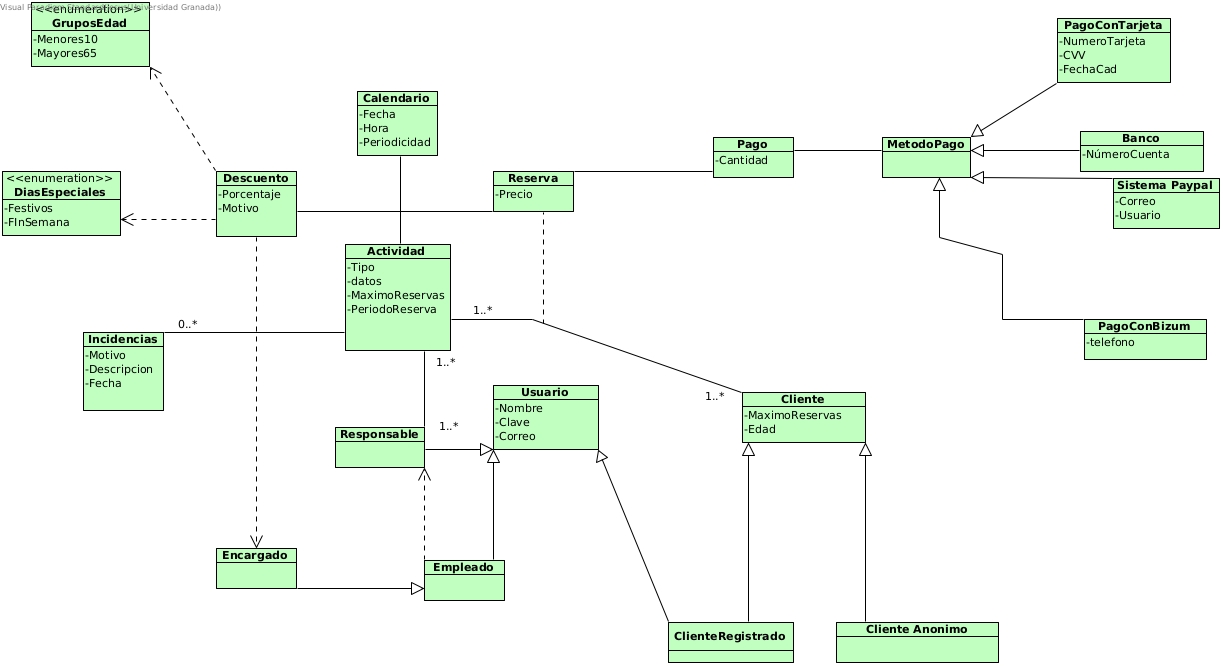 Visual Paradigm
Universidad Granada))
<<enumeration>>
GruposEdad
-Menores10
-Mayores65
PagoConTarjeta
-NumeroTarjeta
-CVV
-FechaCad
Calendario
-Fecha
-Hora
-Periodicidad
Pago
-Cantidad
MetodoPago
Banco
-NúmeroCuenta
<<enumeration>>
DiasEspeciales
-Festivos
-FInSemana
Descuento
-Porcentaje
-Motivo
Reserva
-Precio
Sistema Paypal
-Correo
-Usuario
Actividad
-Tipo
-datos
-MaximoReservas
-PeriodoReserva
1..*
0..*
Incidencias
-Motivo
-Descripcion
-Fecha
PagoConBizum
-telefono
1..*
Usuario
-Nombre
-Clave
-Correo
1..*
Cliente
-MaximoReservas
-Edad
Responsable
1..*
Encargado
Empleado
ClienteRegistrado
Cliente Anonimo